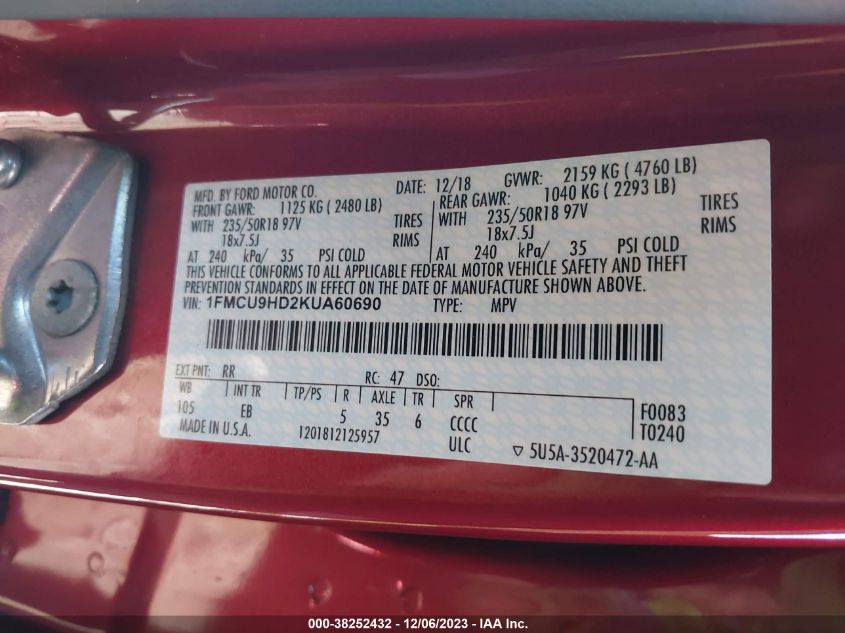 MFD. BY FORD MOTOR CO. DATE: 12/18 GVWR: 2159 KG ( 4760 LB)
FRONT GAWR: 1125 KG ( 2480 LB) REAR GAWR: 1040 KG ( 2293 LB)
WITH 235/50R18 97V TIRES WITH 235/50R18 97V TIRES
18x7.5J RIMS 18x7.5J RIMS
AT 240 kPa/ 35 PSI COLD AT 240 kPa/ 35 PSI COLD
THIS VEHICLE CONFORMS TO ALL APPLICABLE FEDERAL MOTOR VEHICLE SAFETY AND THEFT
PREVENTION STANDARDS IN EFFECT ON THE DATE OF MANUFACTURE SHOWN ABOVE.
VIN: 1FMCU9HD2KUA60690 TYPE: MPV
EXT PNT: RR RC: 47 DSO:
WB INT TR TP/PS R AXLE TR SPR
105 EB 5 35 6 CCCC F0083
MADE IN U.S.A. 1201812125957 ULC T0240
▽ 5U5A-3520472-AA
000-38252432 - 12/06/2023 - IAA Inc.